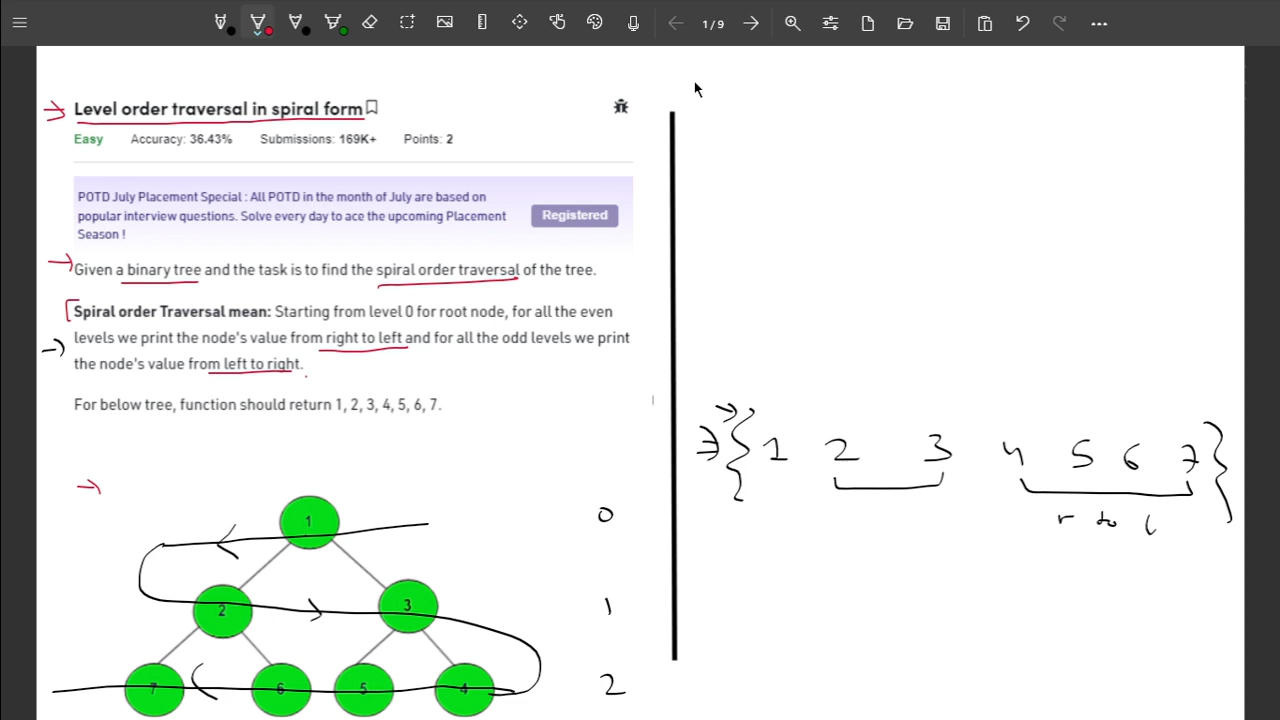 1/9
Level order traversal in spiral form
Easy Accuracy: 36.43% Submissions: 169K+ Points: 2
POTD July Placement Special : All POTD in the month of July are based on
popular interview questions. Solve every day to ace the upcoming Placement
Season !
Registered
Given a binary tree and the task is to find the spiral order traversal of the tree.
Spiral order Traversal mean: Starting from level 0 for root node, for all the even
levels we print the node's value from right to left and for all the odd levels we print
the node's value from left to right.
For below tree, function should return 1, 2, 3, 4, 5, 6, 7.
1 0
2 3 1
7 6 5 4 2
{ 1 2 3 4 5 6 7 }
r to l